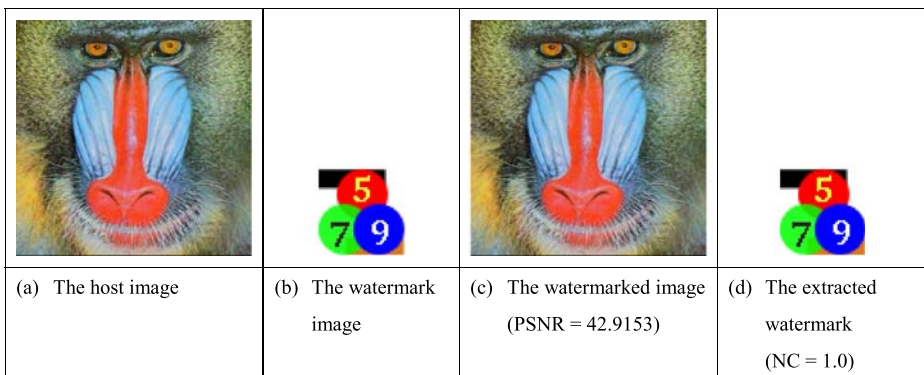 5
7 9
5
7 9
(a) The host image
(b) The watermark
image
(c) The watermarked image
(PSNR = 42.9153)
(d) The extracted
watermark
(NC = 1.0)